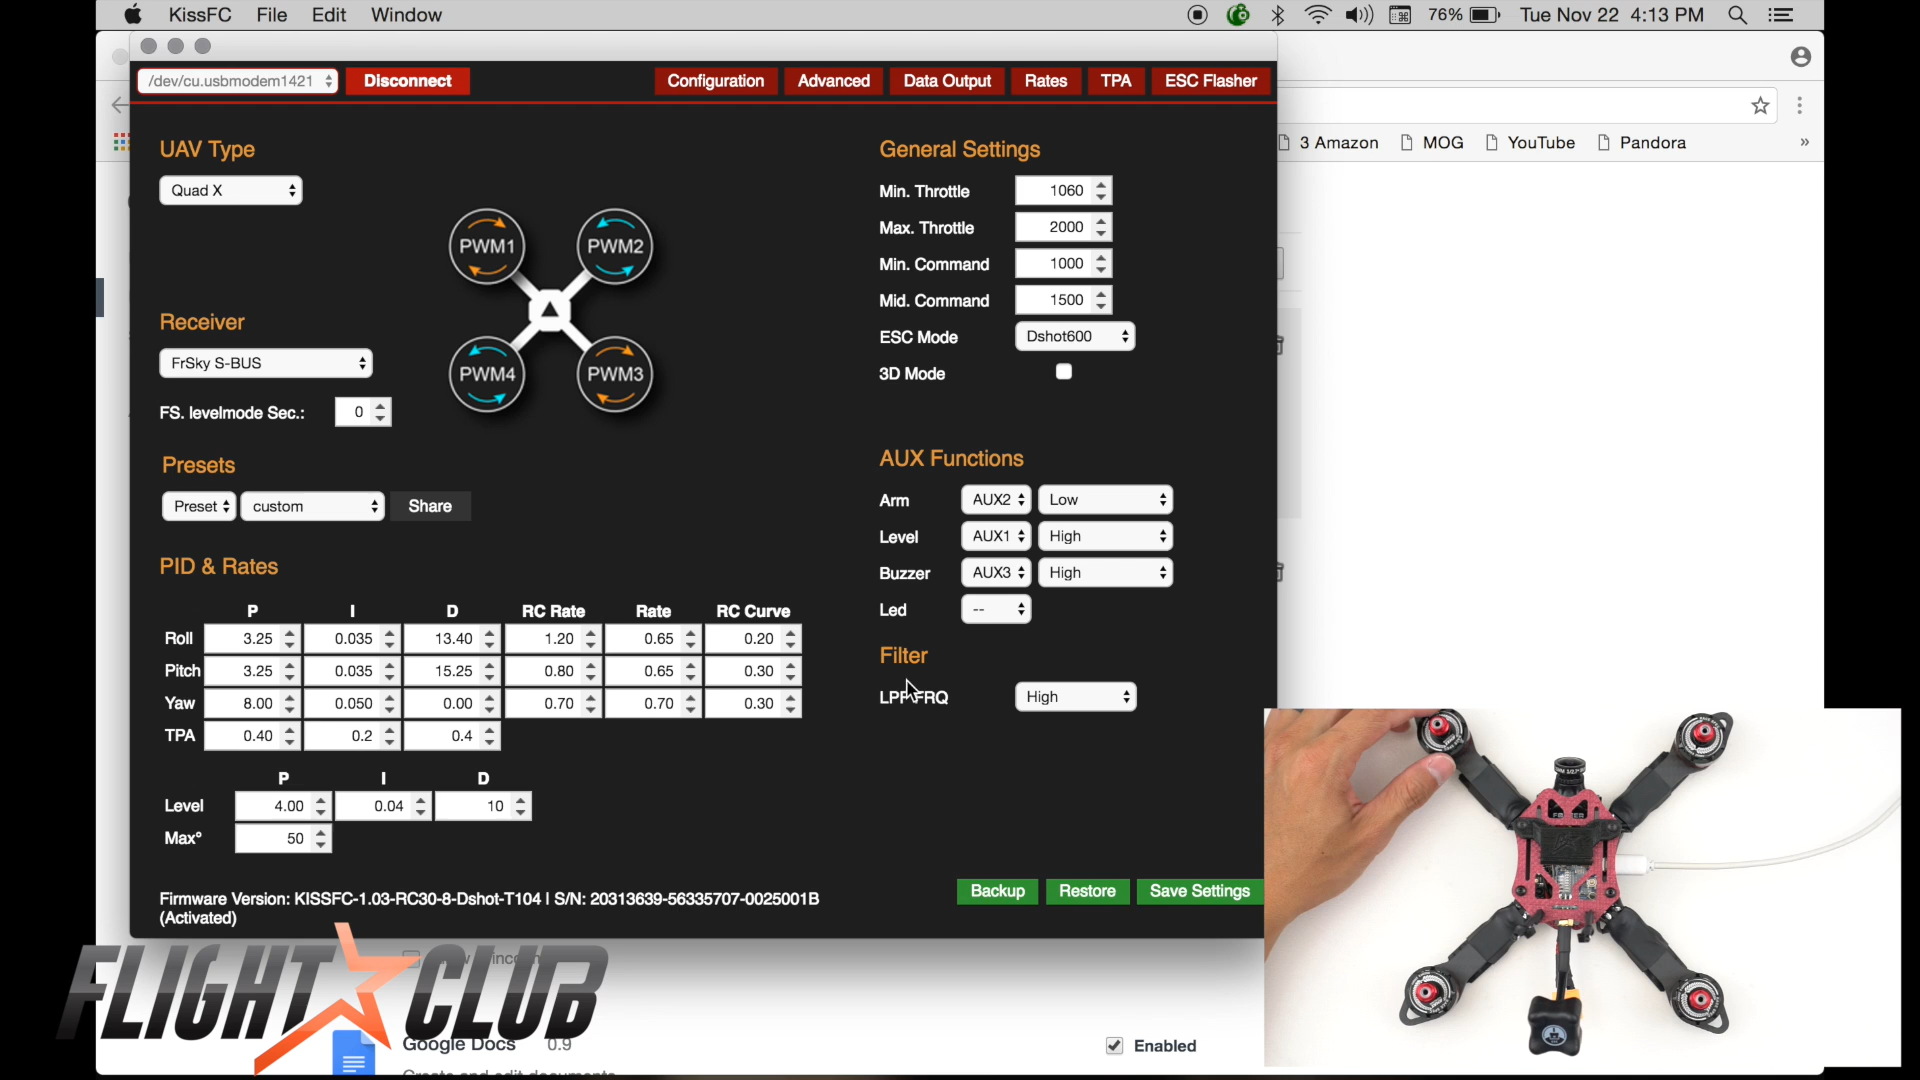 KissFC File Edit Window
76% Tue Nov 22 4:13 PM
/dev/cu.usbmodem1421 Disconnect Configuration Advanced Data Output Rates TPA ESC Flasher
3 Amazon MOG YouTube Pandora »
UAV Type
Quad X
PWM1 PWM2
PWM4 PWM3
Receiver
FrSky S-BUS
FS. levelmode Sec.: 0
Presets
Preset custom Share
PID & Rates
P I D RC Rate Rate RC Curve
Roll 3.25 0.035 13.40 1.20 0.65 0.20
Pitch 3.25 0.035 15.25 0.80 0.65 0.30
Yaw 8.00 0.050 0.00 0.70 0.70 0.30
TPA 0.40 0.2 0.4
P I D
Level 4.00 0.04 10
Max° 50
General Settings
Min. Throttle 1060
Max. Throttle 2000
Min. Command 1000
Mid. Command 1500
ESC Mode Dshot600
3D Mode
AUX Functions
Arm AUX2 Low
Level AUX1 High
Buzzer AUX3 High
Led --
Filter
LPF FRQ High
Firmware Version: KISSFC-1.03-RC30-8-Dshot-T104 | S/N: 20313639-56335707-0025001B
(Activated)
Backup Restore Save Settings
FLIGHT CLUB
Google Docs 0.9
Enabled
Create and edit documents